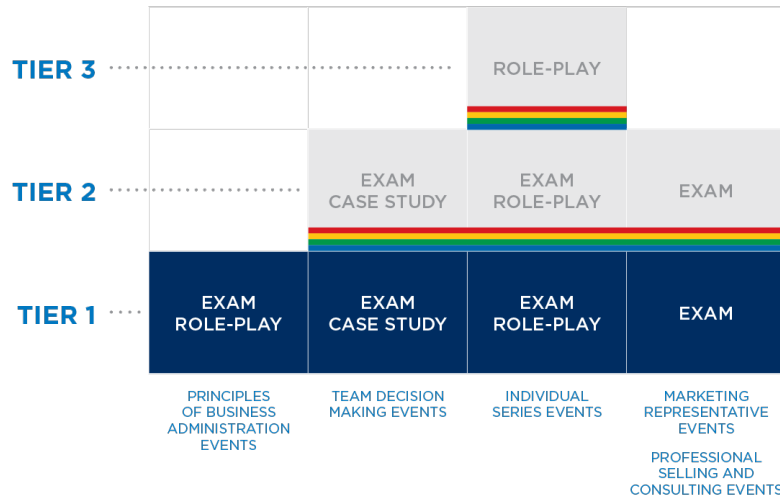 TIER 3
ROLE-PLAY
TIER 2
EXAM
CASE STUDY
EXAM
ROLE-PLAY
EXAM
TIER 1
EXAM
ROLE-PLAY
EXAM
CASE STUDY
EXAM
ROLE-PLAY
EXAM
PRINCIPLES
OF BUSINESS
ADMINISTRATION
EVENTS
TEAM DECISION
MAKING EVENTS
INDIVIDUAL
SERIES EVENTS
MARKETING
REPRESENTATIVE
EVENTS
PROFESSIONAL
SELLING AND
CONSULTING EVENTS